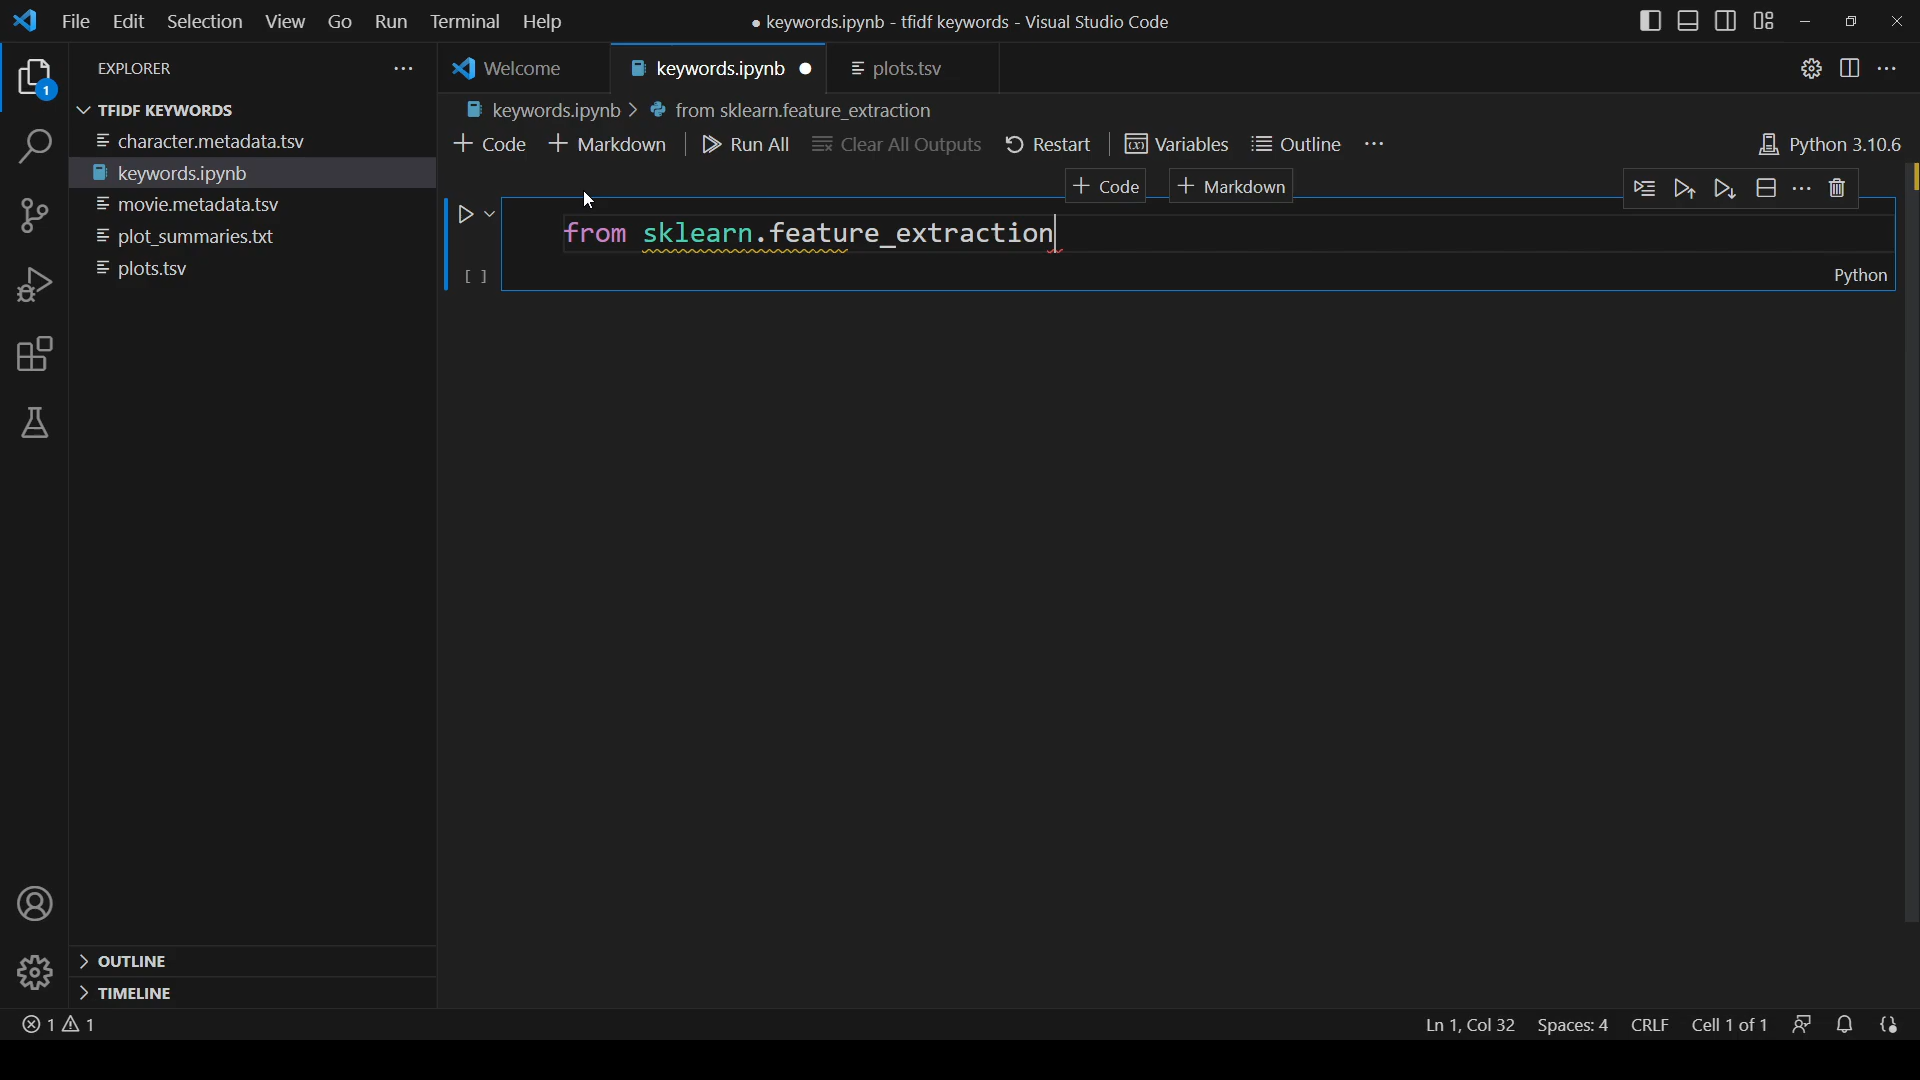 File Edit Selection View Go Run Terminal Help
● keywords.ipynb - tfidf keywords - Visual Studio Code
EXPLORER
1
TFIDF KEYWORDS
character.metadata.tsv
keywords.ipynb
movie.metadata.tsv
plot_summaries.txt
plots.tsv
OUTLINE
TIMELINE
Welcome keywords.ipynb plots.tsv
keywords.ipynb > from sklearn.feature_extraction
+ Code + Markdown Run All Clear All Outputs Restart Variables Outline ... Python 3.10.6
+ Code + Markdown
from sklearn.feature_extraction
[ ]
Python
1 1 Ln 1, Col 32 Spaces: 4 CRLF Cell 1 of 1